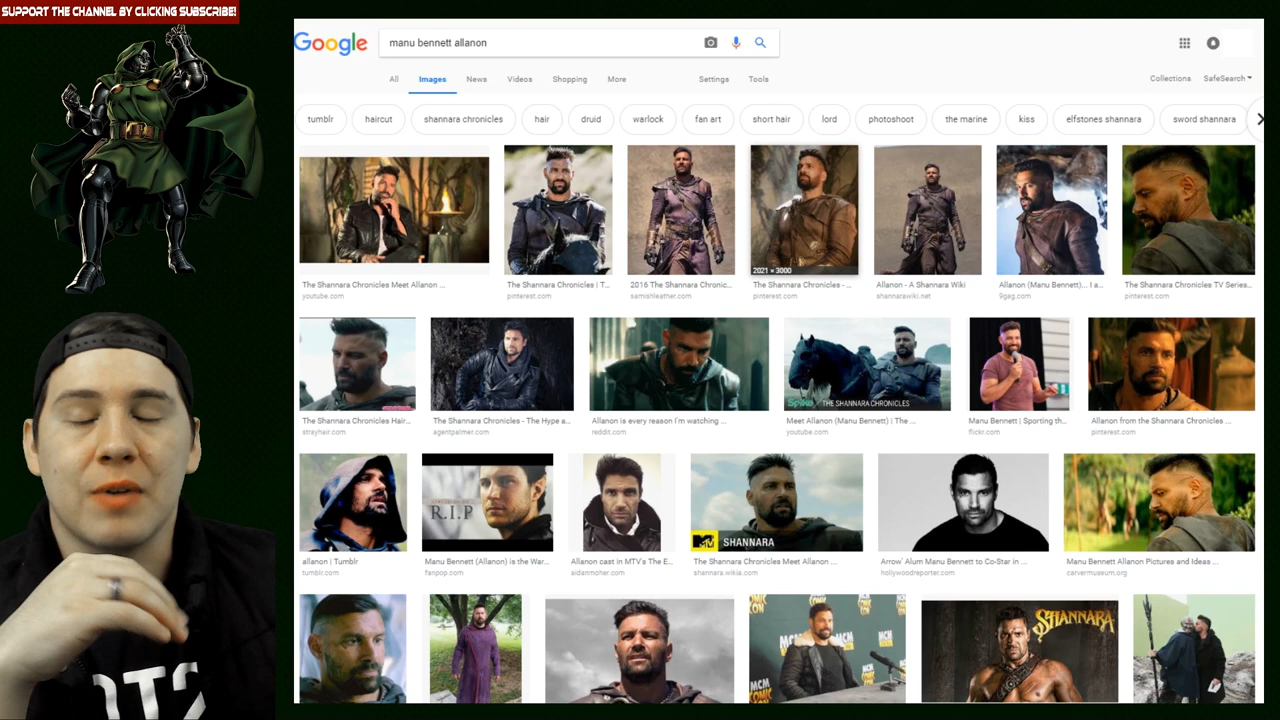 SUPPORT THE CHANNEL BY CLICKING SUBSCRIBE!
Google
manu bennett allanon
All Images News Videos Shopping More Settings Tools
Collections SafeSearch
tumblr haircut shannara chronicles hair druid warlock fan art short hair lord photoshoot the marine kiss elfstones shannara sword shannara
2021 × 3000
The Shannara Chronicles Meet Allanon ...
youtube.com
The Shannara Chronicles | T...
pinterest.com
2016 The Shannara Chronic...
samishleather.com
The Shannara Chronicles - ...
pinterest.com
Allanon - A Shannara Wiki
shannarawiki.net
Allanon (Manu Bennett)... I a...
9gag.com
The Shannara Chronicles TV Series...
pinterest.com
Spike THE SHANNARA CHRONICLES
The Shannara Chronicles Hair...
strayhair.com
The Shannara Chronicles - The Hype a...
agentpalmer.com
Allanon is every reason I'm watching ...
reddit.com
Meet Allanon (Manu Bennett) | The ...
youtube.com
Manu Bennett | Sporting th...
flickr.com
Allanon from the Shannara Chronicles ...
pinterest.com
R.I.P
MTV SHANNARA
allanon | Tumblr
tumblr.com
Manu Bennett (Allanon) is the War...
fanpop.com
Allanon cast in MTV's The E...
aidanmoher.com
The Shannara Chronicles Meet Allanon ...
shannara.wikia.com
Arrow' Alum Manu Bennett to Co-Star in ...
hollywoodreporter.com
Manu Bennett Allanon Pictures and Ideas ...
carvermuseum.org
MCM COMIC CON
SHANNARA